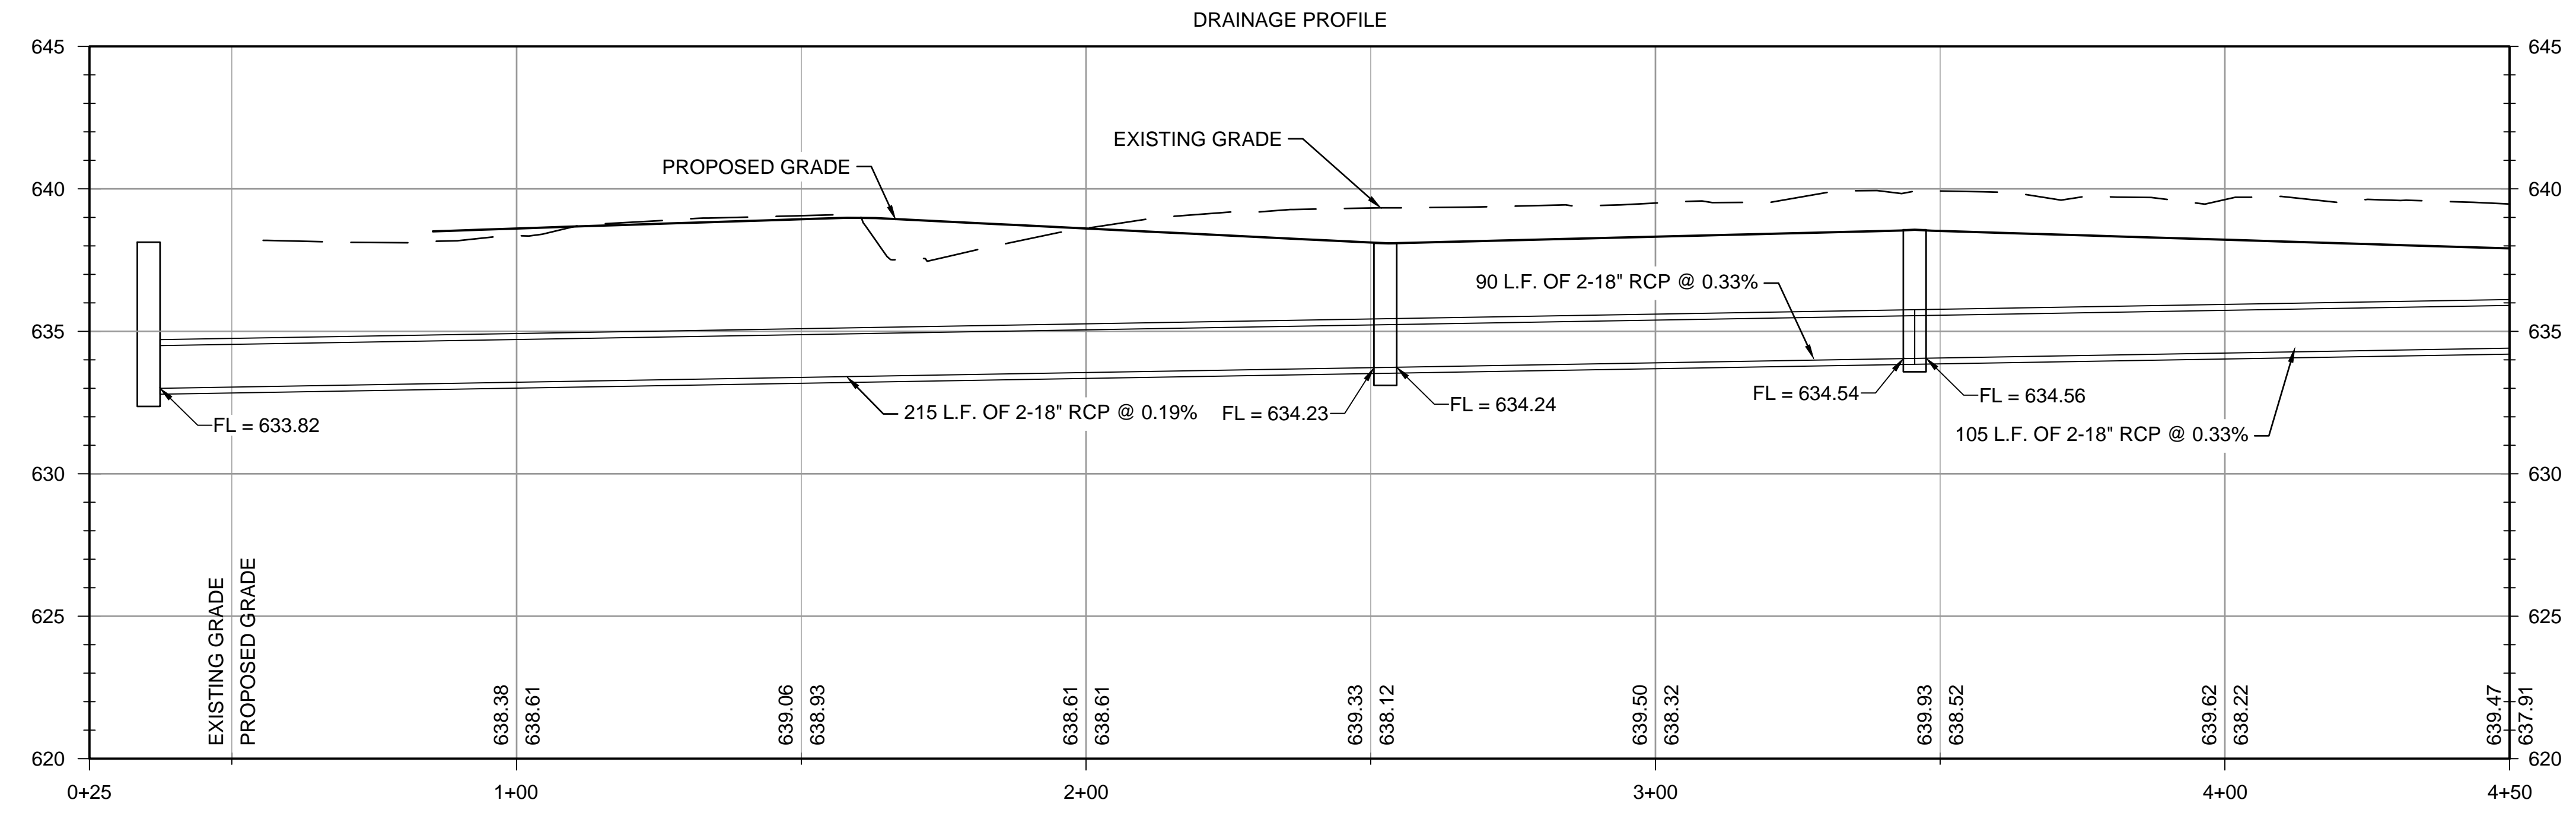 DRAINAGE PROFILE
645
645
EXISTING GRADE
PROPOSED GRADE
640
640
90 L.F. OF 2-18" RCP @ 0.33%
635
635
FL = 634.54
FL = 634.56
FL = 634.24
215 L.F. OF 2-18" RCP @ 0.19%
FL = 634.23
FL = 633.82
105 L.F. OF 2-18" RCP @ 0.33%
630
630
625
625
EXISTING GRADE
PROPOSED GRADE
638.38
638.61
639.06
638.93
638.61
638.61
639.33
638.12
639.50
638.32
639.93
638.52
639.62
638.22
639.47
637.91
620
620
0+25
1+00
2+00
3+00
4+00
4+50